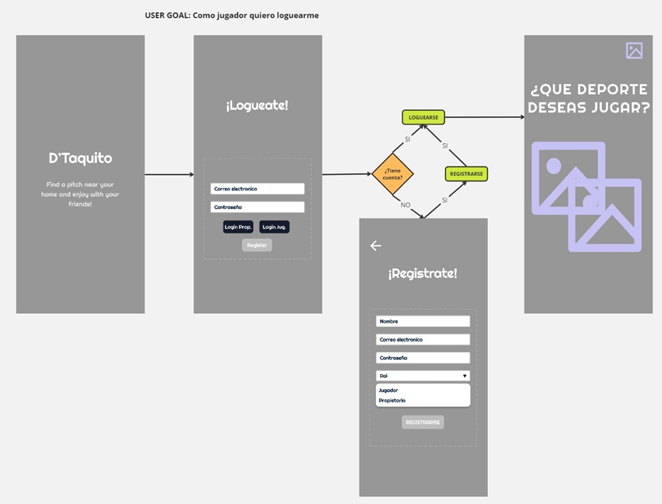 USER GOAL: Como jugador quiero loguearme
D'Taquito
Find a pitch near your
home and enjoy with your
friends!
¡Logueate!
Correo electronico
Contraseña
Login Prop.
Login Jug.
Register
¿Tiene
cuenta?
SI
NO
LOGUEARSE
SI
REGISTRARSE
SI
¡Registrate!
Nombre
Correo electronico
Contraseña
Rol
Jugador
Propietario
REGISTRARSE
¿QUE DEPORTE
DESEAS JUGAR?